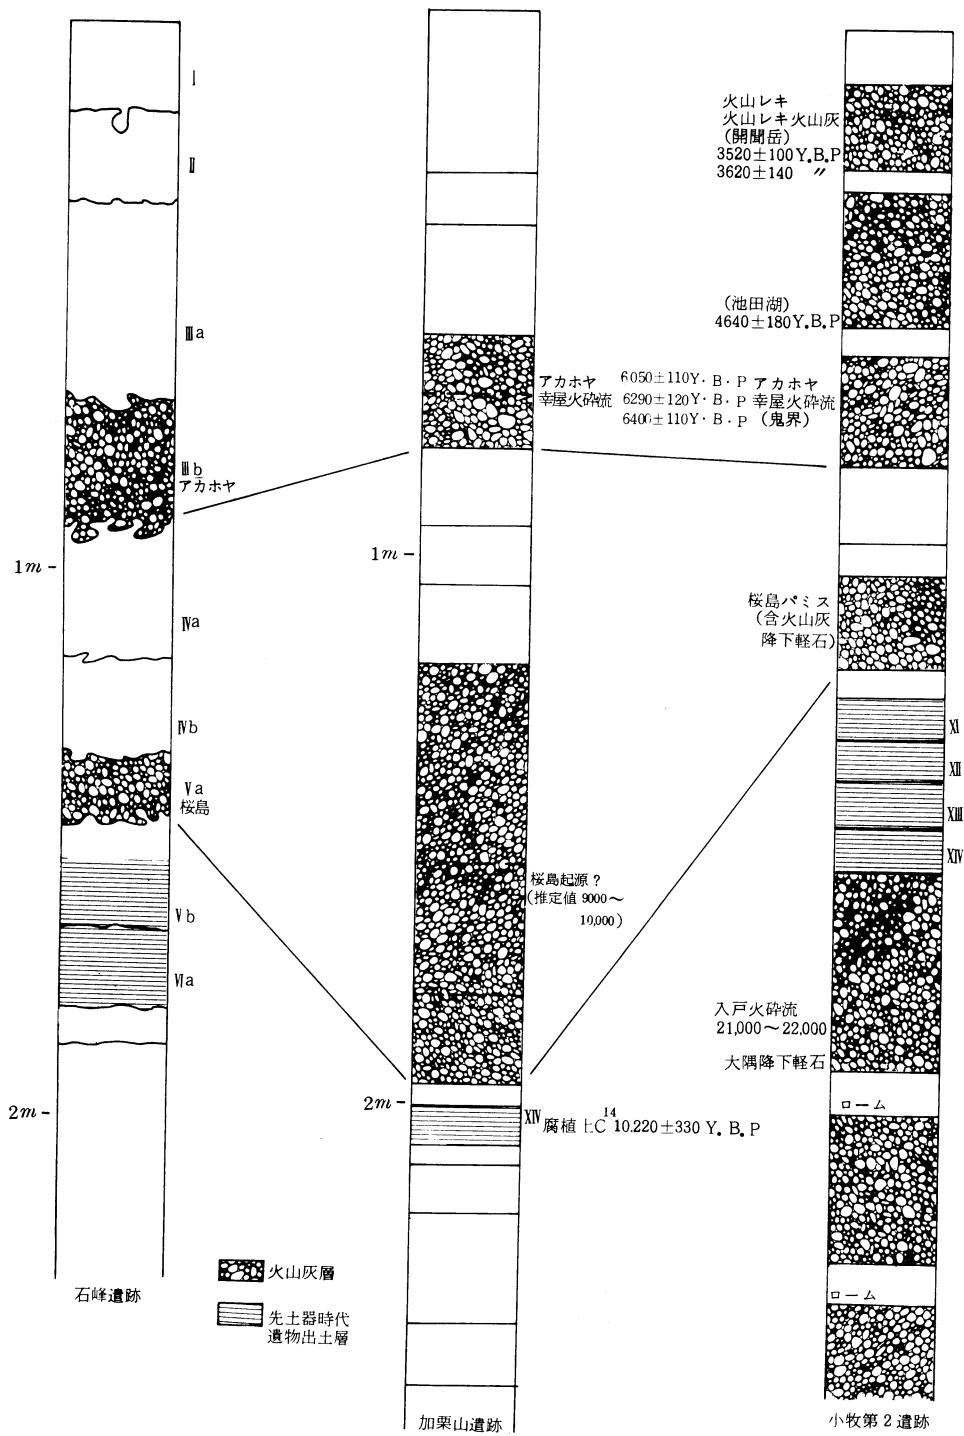 Ⅰ
Ⅱ
Ⅲa
Ⅲb
アカホヤ
1m
Ⅳa
Ⅳb
Ⅴa
桜島
Ⅴb
Ⅵa
2m
石峰遺跡
火山灰層
先土器時代
遺物出土層
アカホヤ
幸屋火砕流
1m
桜島起源?
(推定値 9000~
10,000)
2m
XIV 腐植土C14 10.220±330 Y. B. P
加栗山遺跡
火山レキ
火山レキ火山灰
(開聞岳)
3520±100 Y. B. P
3620±140 〃
(池田湖)
4640±180 Y. B. P
6050±110Y・B・P アカホヤ
6290±120Y・B・P 幸屋火砕流
6400±110Y・B・P (鬼界)
桜島パミス
(含火山灰
降下軽石)
XI
XII
XIII
XIV
入戸火砕流
21,000~22,000
大隅降下軽石
ローム
ローム
小牧第2遺跡